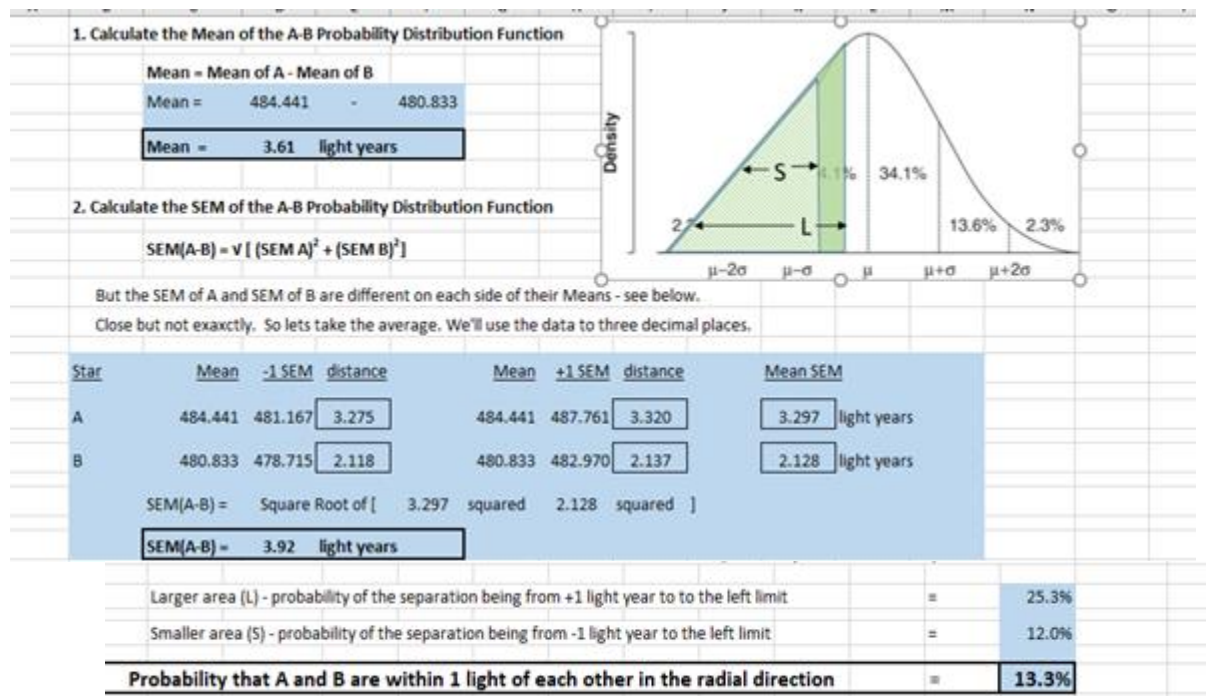 1. Calculate the Mean of the A-B Probability Distribution Function
Mean = Mean of A - Mean of B
Mean = 484.441 - 480.833
Mean = 3.61 light years
Density
S
L
34.1%
13.6%
2.3%
μ-2σ μ-σ μ μ+σ μ+2σ
2. Calculate the SEM of the A-B Probability Distribution Function
SEM(A-B) = √ [ (SEM A)² + (SEM B)²]
But the SEM of A and SEM of B are different on each side of their Means - see below.
Close but not exaxctly. So lets take the average. We'll use the data to three decimal places.
Star Mean -1 SEM distance Mean +1 SEM distance Mean SEM
A 484.441 481.167 3.275 484.441 487.761 3.320 3.297 light years
B 480.833 478.715 2.118 480.833 482.970 2.137 2.128 light years
SEM(A-B) = Square Root of [ 3.297 squared 2.128 squared ]
SEM(A-B) = 3.92 light years
Larger area (L) - probability of the separation being from +1 light year to to the left limit = 25.3%
Smaller area (S) - probability of the separation being from -1 light year to the left limit = 12.0%
Probability that A and B are within 1 light of each other in the radial direction = 13.3%